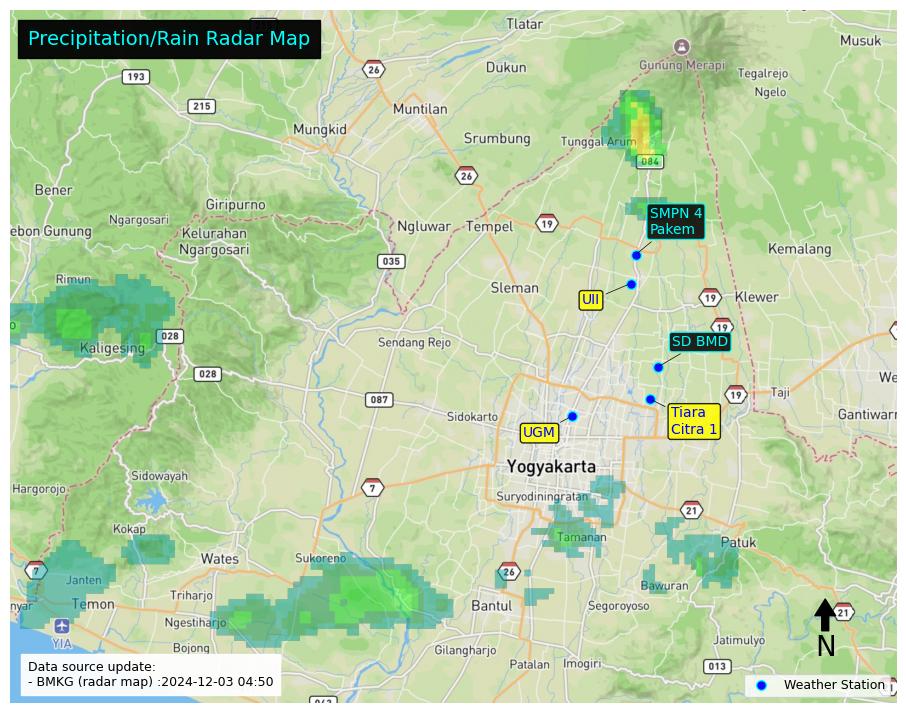 Precipitation/Rain Radar Map
Tlatar
Musuk
26
Gunung Merapi
193
Dukun
Tegalrejo
Ngelo
215
Muntilan
Mungkid
Srumbung
Tunggal Arum
084
26
Bener
Giripurno
SMPN 4
Pakem
Ngargosari
ebon Gunung
Kelurahan
Ngargosari
Ngluwar
Tempel
19
Kemalang
035
Rimun
Sleman
UII
19
Klewer
o
19
028
Kaligesing
Sendang Rejo
SD BMD
028
We
087
19
Taji
Sidokarto
Tiara
Citra 1
Gantiwarn
UGM
Yogyakarta
Sidowayah
Hargorojo
7
Suryodiningratan
21
Kokap
Tamanan
Patuk
Wates
Sukoreno
7
26
Janten
Bawuran
nyar
Temon
Triharjo
Bantul
Segoroyoso
21
Ngestiharjo
YIA
N
Bojong
Gilangharjo
Jatimulyo
Patalan
Imogiri
013
Data source update:
- BMKG (radar map) :2024-12-03 04:50
Weather Station